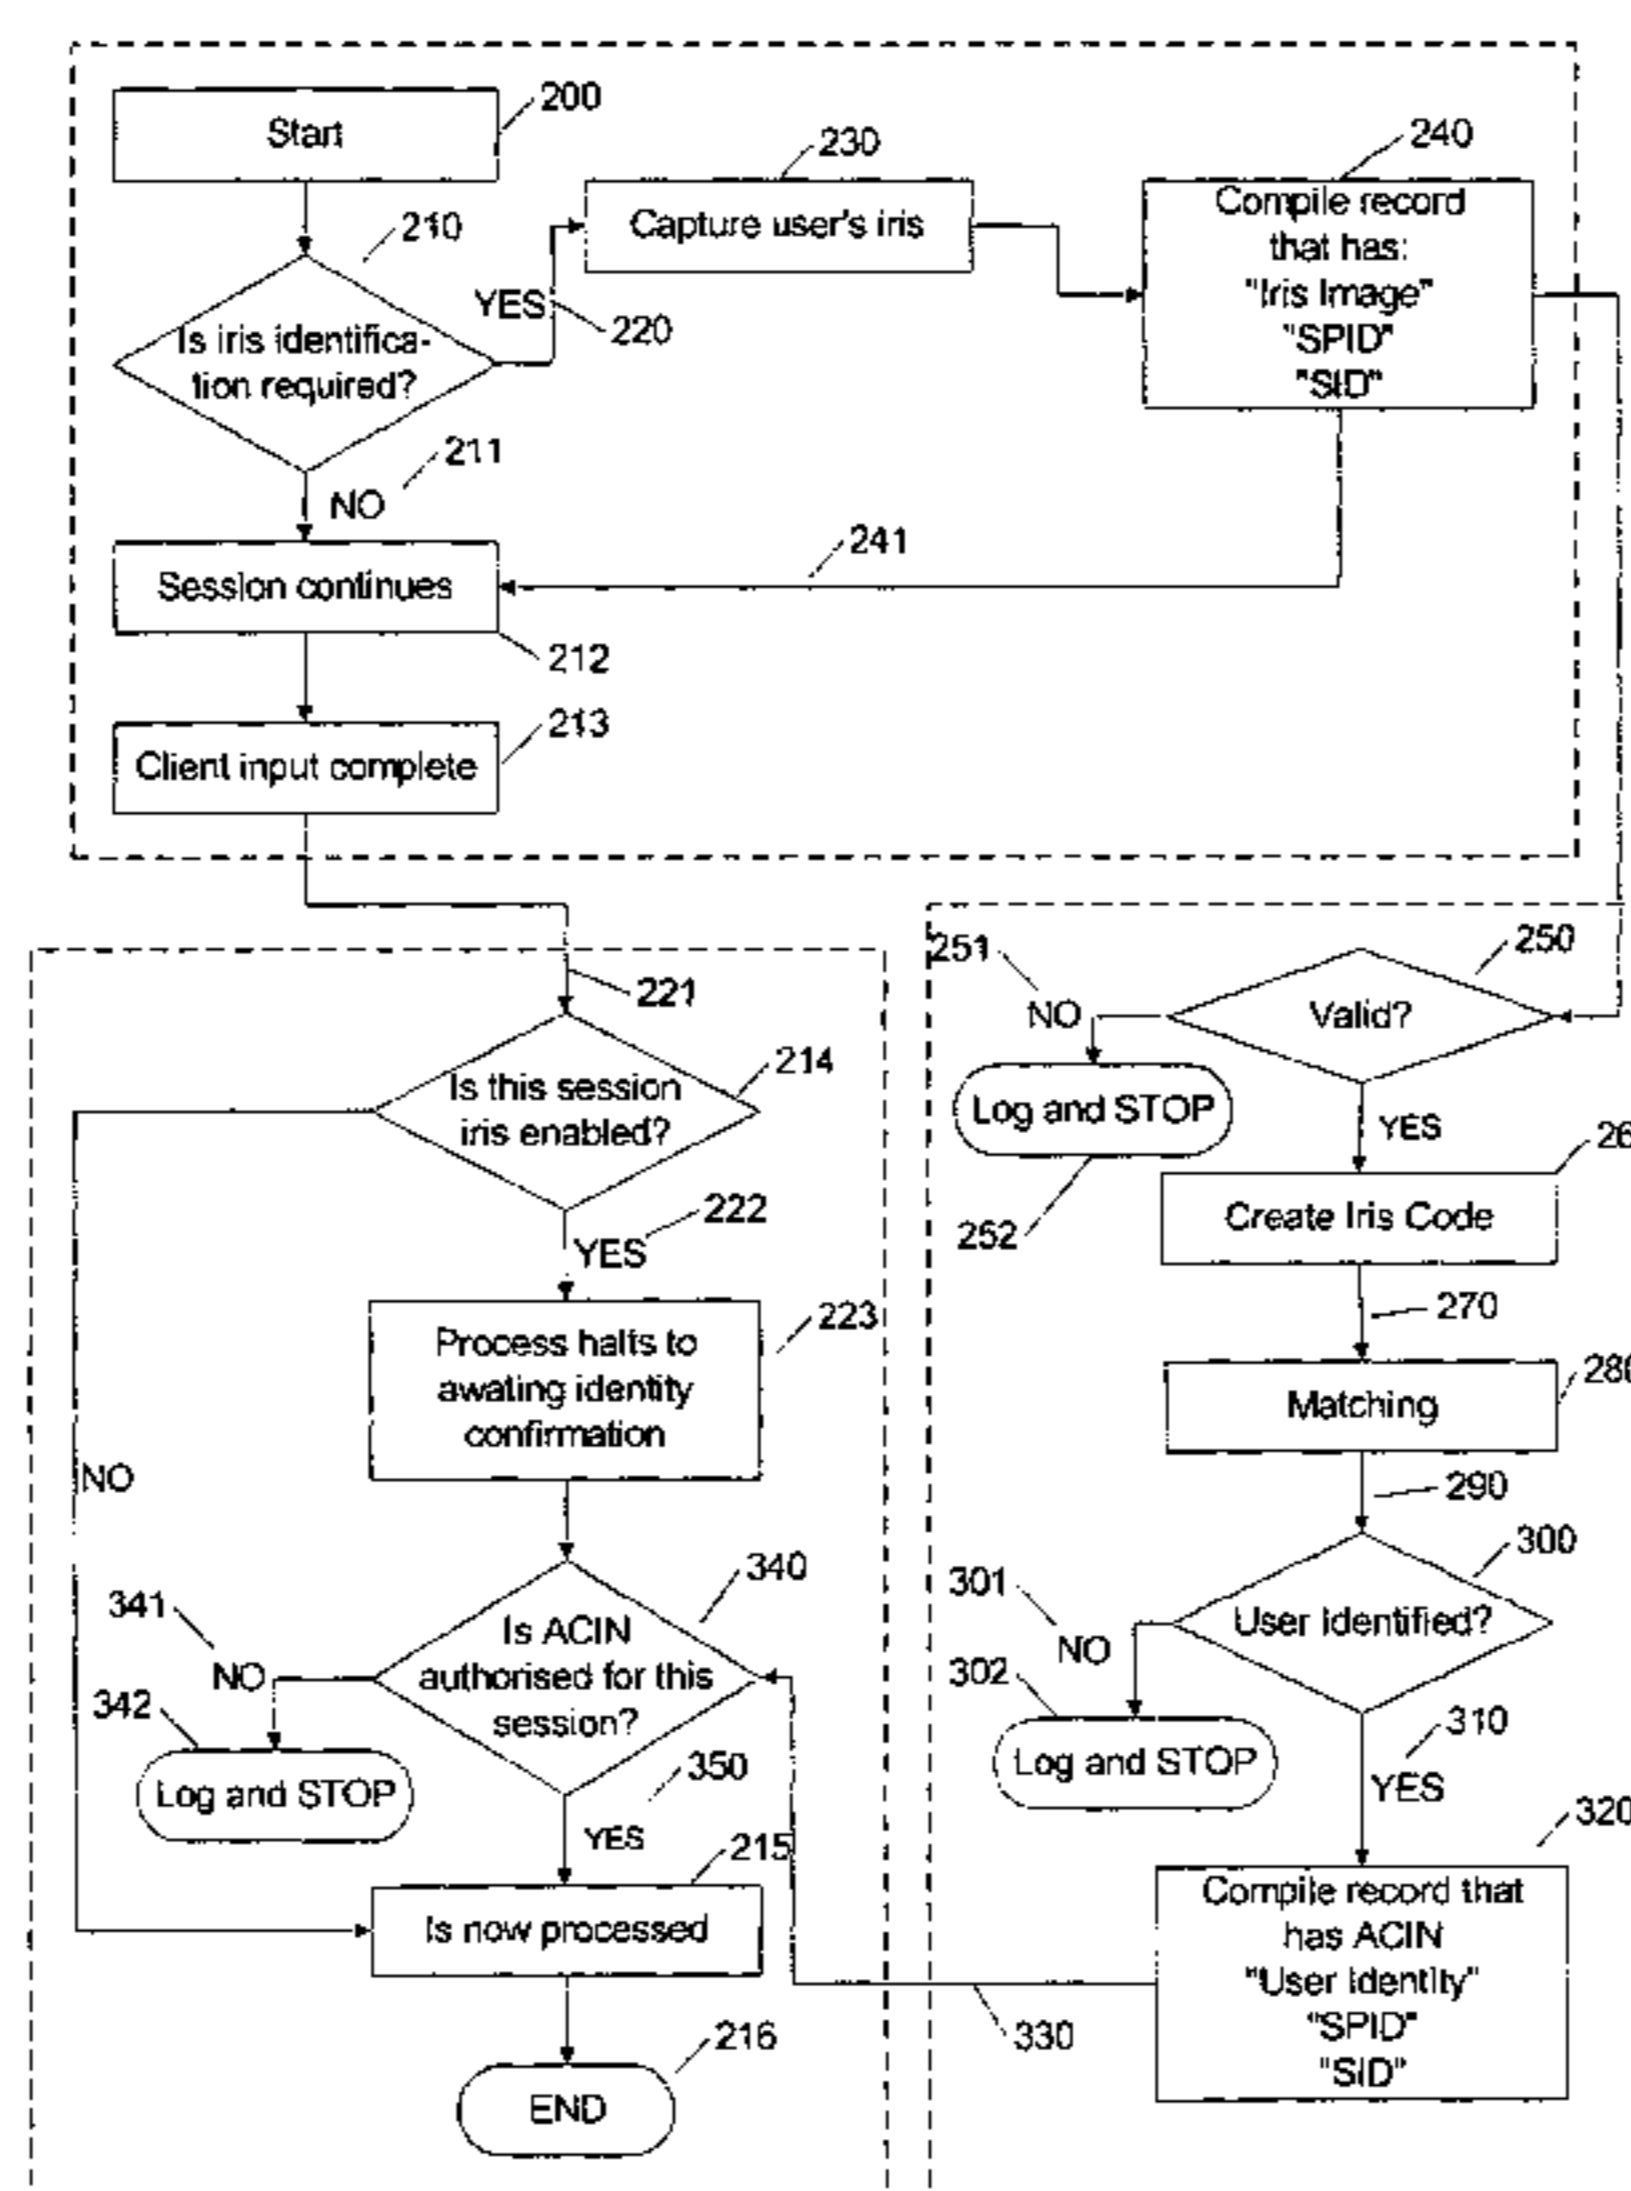 Start
200
230
Capture user's iris
240
Compile record
that has:
"Iris Image"
"SPID"
"SID"
210
YES
220
Is iris identifica-
tion required?
211
NO
241
Session continues
212
213
Client input complete
221
214
Is this session
iris enabled?
222
YES
223
Process halts to
awating identity
confirmation
NO
340
341
Is ACIN
authorised for this
session?
NO
342
Log and STOP
350
YES
215
Is now processed
216
END
251
250
NO
Valid?
Log and STOP
YES
252
26
Create Iris Code
270
280
Matching
290
300
301
User identified?
NO
302
Log and STOP
310
YES
320
Compile record that
has ACIN
"User identity"
"SPID"
"SID"
330